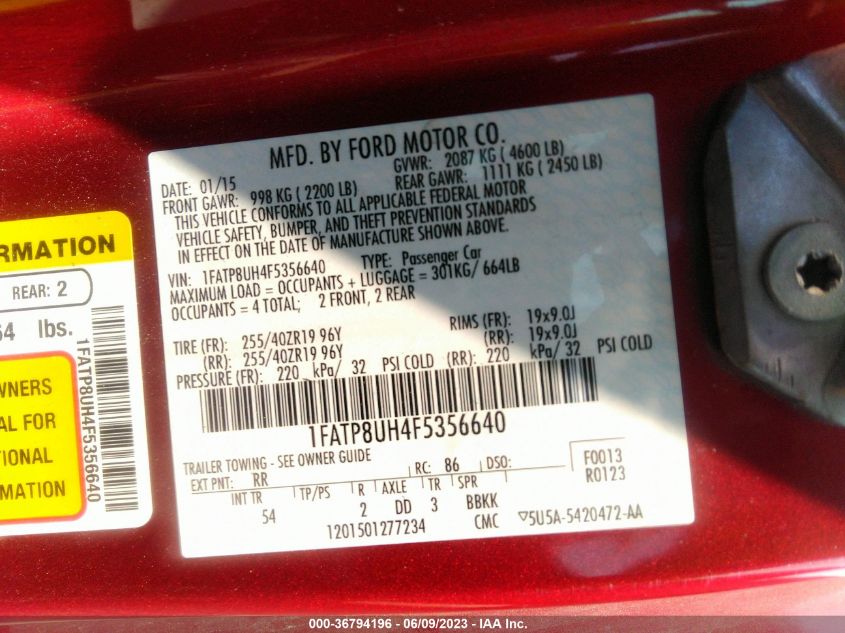 MFD. BY FORD MOTOR CO.
DATE: 01/15 GVWR: 2087 KG ( 4600 LB)
FRONT GAWR: 998 KG ( 2200 LB) REAR GAWR: 1111 KG ( 2450 LB)
THIS VEHICLE CONFORMS TO ALL APPLICABLE FEDERAL MOTOR
VEHICLE SAFETY, BUMPER, AND THEFT PREVENTION STANDARDS
IN EFFECT ON THE DATE OF MANUFACTURE SHOWN ABOVE.
VIN: 1FATP8UH4F5356640 TYPE: Passenger Car
MAXIMUM LOAD = OCCUPANTS + LUGGAGE = 301KG/ 664LB
OCCUPANTS = 4 TOTAL; 2 FRONT, 2 REAR
TIRE (FR): 255/40ZR19 96Y RIMS (FR): 19x9.0J
(RR): 255/40ZR19 96Y (RR): 19x9.0J
PRESSURE (FR): 220 kPa/ 32 PSI COLD (RR): 220 kPa/ 32 PSI COLD
1FATP8UH4F5356640
TRAILER TOWING - SEE OWNER GUIDE
EXT PNT: RR RC: 86 DSO: F0013
R0123
INT TR TP/PS R AXLE TR SPR
54 2 DD 3 BBKK
1201501277234 CMC ▽5U5A-5420472-AA
ORMATION
REAR: 2
64 lbs.
WNERS
AL FOR
TIONAL
RMATION
1FATP8UH4F5356640
000-36794196 - 06/09/2023 - IAA Inc.